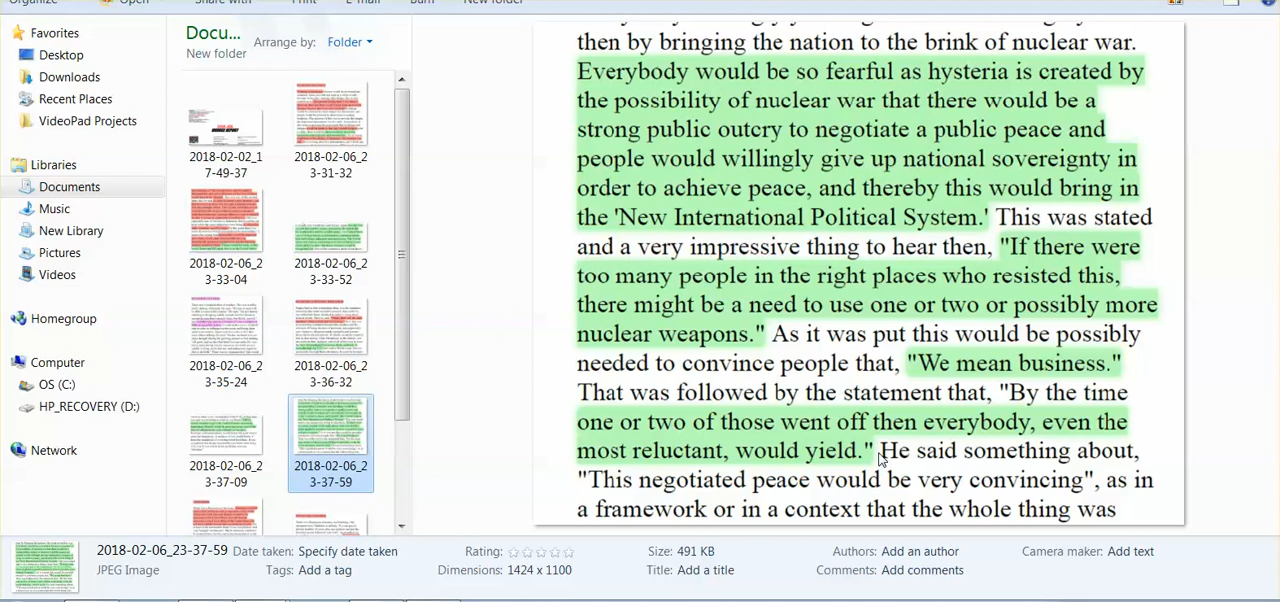 Organize
Open
Share with
Print
E-mail
Burn
New folder
Favorites
Desktop
Downloads
Recent Places
VideoPad Projects
Libraries
Documents
Music
New Library
Pictures
Videos
Homegroup
Computer
OS (C:)
HP_RECOVERY (D:)
Network
Docu...
New folder
Arrange by: Folder
2018-02-02_1
7-49-37
2018-02-06_2
3-31-32
2018-02-06_2
3-33-04
2018-02-06_2
3-33-52
2018-02-06_2
3-35-24
2018-02-06_2
3-36-32
2018-02-06_2
3-37-09
2018-02-06_2
3-37-59
then by bringing the nation to the brink of nuclear war.
Everybody would be so fearful as hysteria is created by
the possibility of nuclear war that there would be a
strong public outcry to negotiate a public peace and
people would willingly give up national sovereignty in
order to achieve peace, and thereby this would bring in
the 'New International Political System.' This was stated
and a very impressive thing to hear then, "If there were
too many people in the right places who resisted this,
there might be a need to use one or two or possibly more
nuclear weapons." As it was put this would be possibly
needed to convince people that, "We mean business."
That was followed by the statement that, "By the time
one or two of those went off then everybody, even the
most reluctant, would yield." He said something about,
"This negotiated peace would be very convincing", as in
a framework or in a context that the whole thing was
2018-02-06_23-37-59 Date taken: Specify date taken
JPEG Image
Tags: Add a tag
Rating:
Dimensions: 1424 x 1100
Size: 491 KB
Title: Add a title
Authors: Add an author
Comments: Add comments
Camera maker: Add text